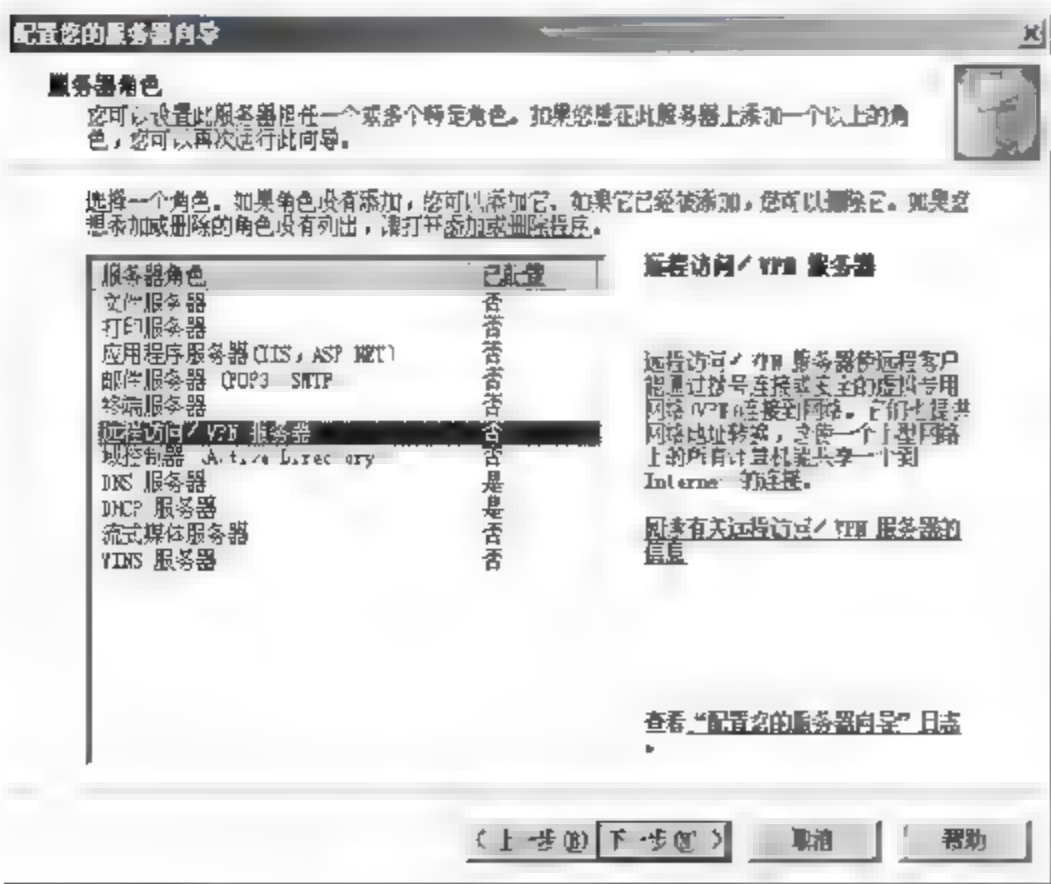 配置您的服务器向导
服务器角色
您可以设置此服务器担任一个或多个特定角色。如果您想在此服务器上添加一个以上的角
色，您可以再次运行此向导。
选择一个角色。如果角色没有添加，您可以添加它。如果它已经被添加，您可以删除它。如果您
想添加或删除的角色没有列出，请打开添加或删除程序。
服务器角色 已配置
文件服务器 否
打印服务器 否
应用程序服务器(IIS, ASP.NET) 否
邮件服务器 (POP3, SMTP) 否
终端服务器 否
远程访问/VPN 服务器 否
域控制器 (Active Directory) 否
DNS 服务器 是
DHCP 服务器 是
流式媒体服务器 否
WINS 服务器 否
远程访问/VPN 服务器
远程访问/VPN 服务器使远程客户
能通过拨号连接或安全的虚拟专用
网络(VPN)连接到网络。它们也提供
网络地址转换，它使一个小型网络
上的所有计算机能共享一个到
Internet 的连接。
阅读有关远程访问/VPN 服务器的
信息
查看“配置您的服务器向导”日志
。
< 上一步(B) 下一步(N) > 取消 帮助